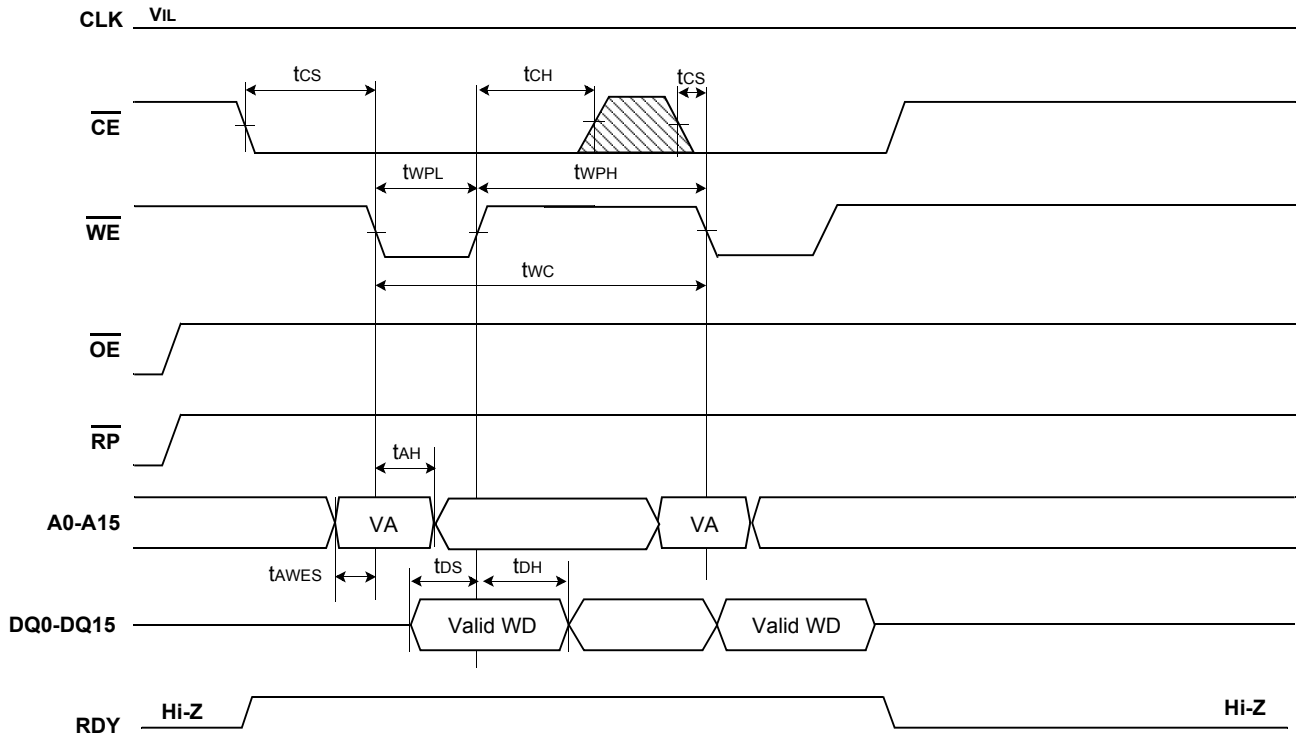 CLK VIL
tCS tCH tCS
CE
tWPL tWPH
WE
tWC
OE
RP
tAH
A0-A15 VA VA
tAWES tDS tDH
DQ0-DQ15 Valid WD Valid WD
Hi-Z Hi-Z
RDY